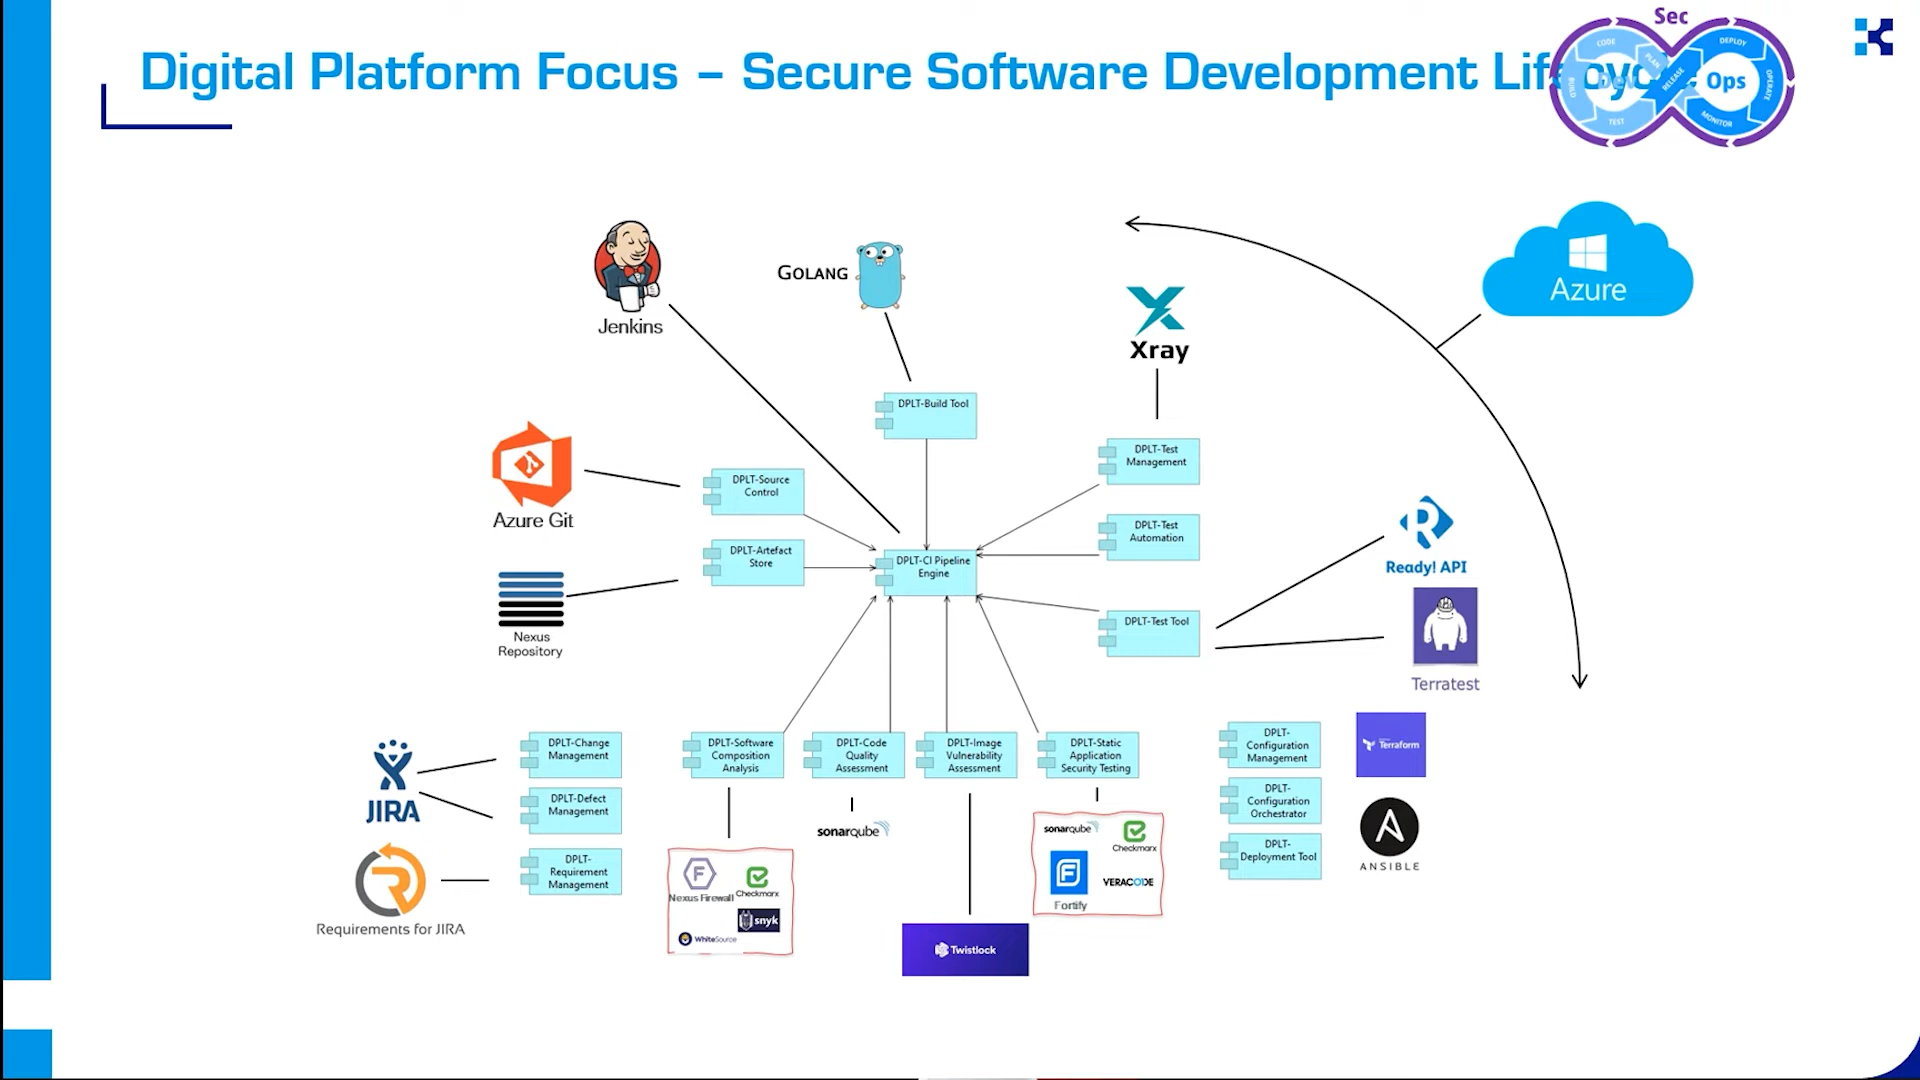 Digital Platform Focus – Secure Software Development Lifecycle
Sec
CODE
BUILD
TEST
PLAN
Dev
RELEASE
DEPLOY
OPERATE
MONITOR
Ops
Azure
Jenkins
GOLANG
Xray
DPLT-Build Tool
Azure Git
DPLT-Source
Control
DPLT-Test
Management
DPLT-Test
Automation
DPLT-Artefact
Store
DPLT-CI Pipeline
Engine
Nexus
Repository
DPLT-Test Tool
Ready! API
Terratest
JIRA
DPLT-Change
Management
DPLT-Defect
Management
DPLT-
Requirement
Management
Requirements for JIRA
DPLT-Software
Composition
Analysis
DPLT-Code
Quality
Assessment
DPLT-Image
Vulnerability
Assessment
DPLT-Static
Application
Security Testing
DPLT-
Configuration
Management
DPLT-
Configuration
Orchestrator
DPLT-
Deployment Tool
Terraform
ANSIBLE
Nexus Firewall
Checkmarx
snyk
WhiteSource
sonarqube
Twistlock
sonarqube
Checkmarx
Fortify
VERACODE